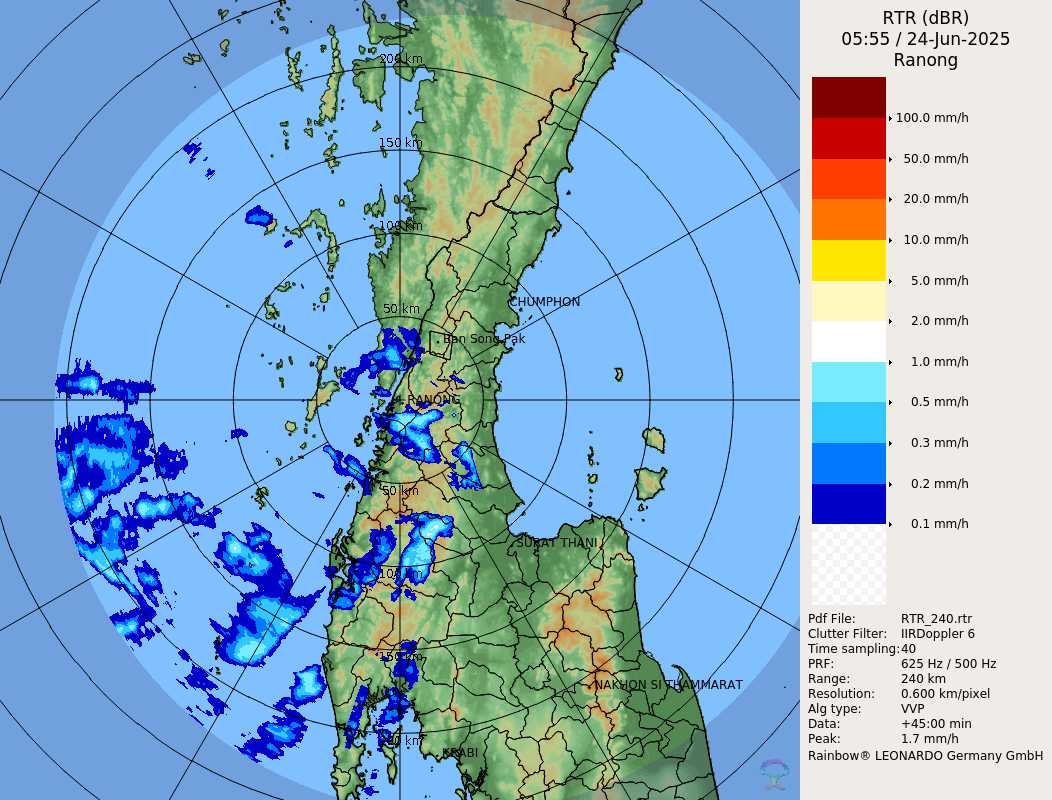 RTR (dBR)
05:55 / 24-Jun-2025
Ranong
100.0 mm/h
50.0 mm/h
20.0 mm/h
10.0 mm/h
5.0 mm/h
2.0 mm/h
1.0 mm/h
0.5 mm/h
0.3 mm/h
0.2 mm/h
0.1 mm/h
Pdf File: RTR_240.rtr
Clutter Filter: IIRDoppler 6
Time sampling: 40
PRF: 625 Hz / 500 Hz
Range: 240 km
Resolution: 0.600 km/pixel
Alg type: VVP
Data: +45:00 min
Peak: 1.7 mm/h
Rainbow® LEONARDO Germany GmbH
200 km
150 km
100 km
50 km
CHUMPHON
Ban Song Pak
RANONG
50 km
SURAT THANI
100 km
150 km
NAKHON SI THAMMARAT
200 km
KRABI